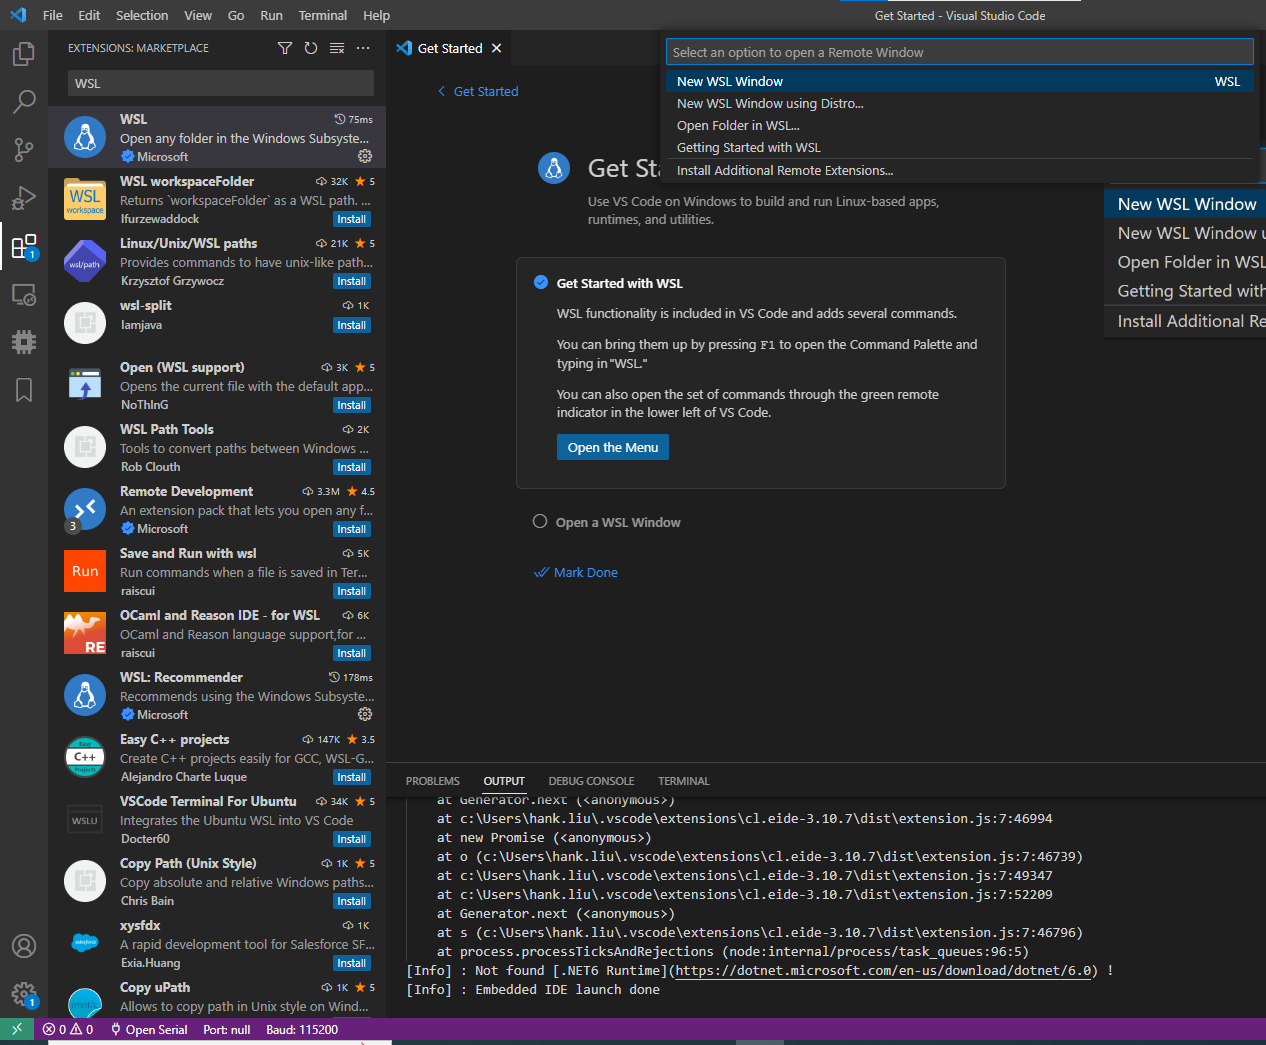 File Edit Selection View Go Run Terminal Help
Get Started - Visual Studio Code
EXTENSIONS: MARKETPLACE
WSL
WSL 75ms
Open any folder in the Windows Subsyste...
Microsoft
WSL workspace
WSL workspaceFolder 32K 5
Returns `workspaceFolder` as a WSL path. ...
lfurzewaddock Install
wsl/path
Linux/Unix/WSL paths 21K 5
Provides commands to have unix-like path...
Krzysztof Grzywocz Install
wsl-split 1K
Iamjava Install
Open (WSL support) 3K 5
Opens the current file with the default app...
NoThInG Install
WSL Path Tools 2K
Tools to convert paths between Windows ...
Rob Clouth Install
Remote Development 3.3M 4.5
An extension pack that lets you open any f...
3
Microsoft Install
Save and Run with wsl 5K
Run
Run commands when a file is saved in Ter...
raiscui Install
OCaml and Reason IDE - for WSL 6K
OCaml and Reason language support,for ...
RE
raiscui Install
WSL: Recommender 178ms
Recommends using the Windows Subsyste...
Microsoft
Easy C++ Projects
Easy C++ projects 147K 3.5
Create C++ projects easily for GCC, WSL-G...
Alejandro Charte Luque Install
WSLU
VSCode Terminal For Ubuntu 34K 5
Integrates the Ubuntu WSL into VS Code
Docter60 Install
Copy Path (Unix Style) 1K 5
Copy absolute and relative Windows paths...
Chris Bain Install
xysfdx 1K
salesforce
A rapid development tool for Salesforce SF...
Exia.Huang Install
Copy uPath 1K 5
/mnt/c
Allows to copy path in Unix style on Wind...
1
1
Get Started
Get Started
Select an option to open a Remote Window
New WSL Window WSL
New WSL Window using Distro...
Open Folder in WSL...
Getting Started with WSL
Install Additional Remote Extensions...
Get Sta
Use VS Code on Windows to build and run Linux-based apps,
runtimes, and utilities.
New WSL Window
New WSL Window u
Open Folder in WSL
Getting Started with
Install Additional Re
Get Started with WSL
WSL functionality is included in VS Code and adds several commands.
You can bring them up by pressing F1 to open the Command Palette and
typing in "WSL."
You can also open the set of commands through the green remote
indicator in the lower left of VS Code.
Open the Menu
Open a WSL Window
Mark Done
PROBLEMS OUTPUT DEBUG CONSOLE TERMINAL
at Generator.next (<anonymous>)
at c:\Users\hank.liu\.vscode\extensions\cl.eide-3.10.7\dist\extension.js:7:46994
at new Promise (<anonymous>)
at o (c:\Users\hank.liu\.vscode\extensions\cl.eide-3.10.7\dist\extension.js:7:46739)
at c:\Users\hank.liu\.vscode\extensions\cl.eide-3.10.7\dist\extension.js:7:49347
at c:\Users\hank.liu\.vscode\extensions\cl.eide-3.10.7\dist\extension.js:7:52209
at Generator.next (<anonymous>)
at s (c:\Users\hank.liu\.vscode\extensions\cl.eide-3.10.7\dist\extension.js:7:46796)
at process.processTicksAndRejections (node:internal/process/task_queues:96:5)
[Info] : Not found [.NET6 Runtime](https://dotnet.microsoft.com/en-us/download/dotnet/6.0) !
[Info] : Embedded IDE launch done
0 0 Open Serial Port: null Baud: 115200